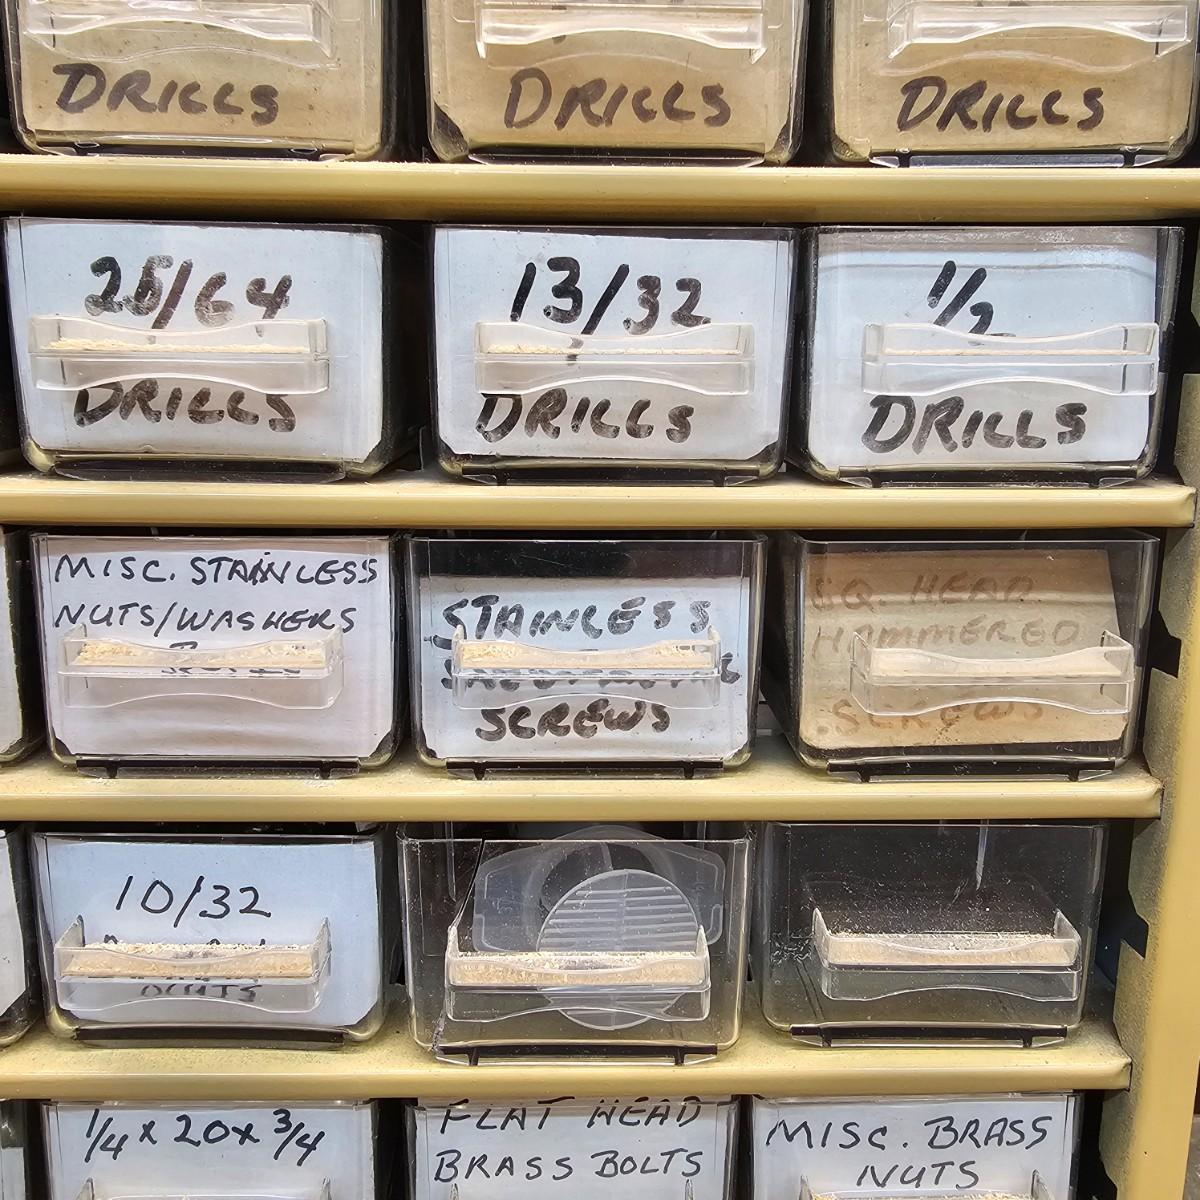 DRILLS
DRILLS
DRILLS
25/64
DRILLS
13/32
DRILLS
1/2
DRILLS
MISC. STAINLESS
NUTS/WASHERS
STAINLESS
SCREWS
SQ HEAD
HAMMERED
SCREWS
10/32
1/4 x 20 x 3/4
FLAT HEAD
BRASS BOLTS
MISC. BRASS
NUTS